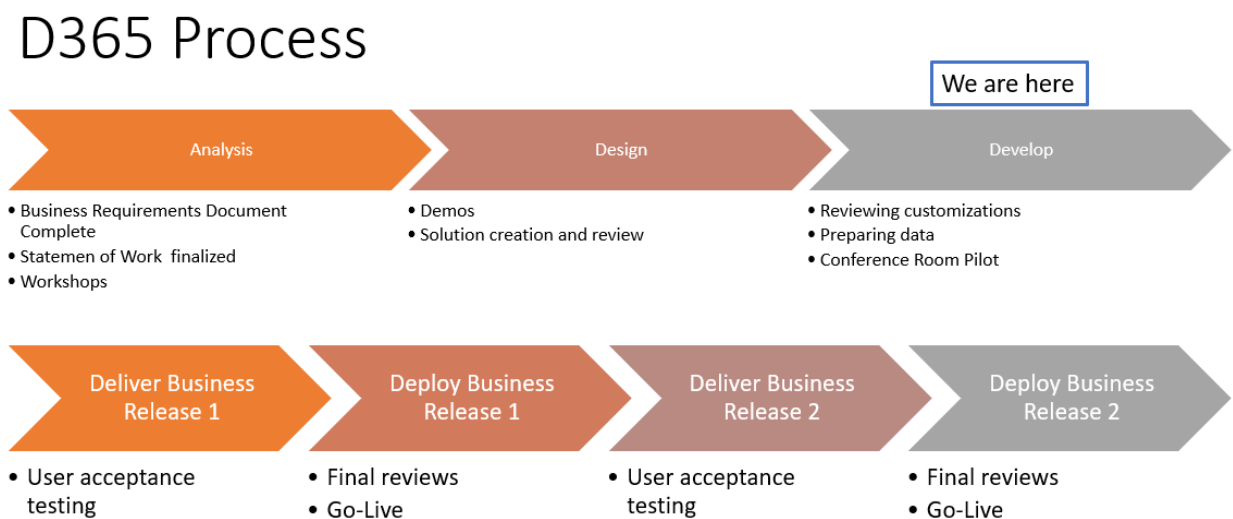 D365 Process
We are here
Analysis
Design
Develop
• Business Requirements Document
Complete
• Statemen of Work  finalized
• Workshops
• Demos
• Solution creation and review
• Reviewing customizations
• Preparing data
• Conference Room Pilot
Deliver Business
Release 1
Deploy Business
Release 1
Deliver Business
Release 2
Deploy Business
Release 2
• User acceptance
testing
• Final reviews
• Go-Live
• User acceptance
testing
• Final reviews
• Go-Live